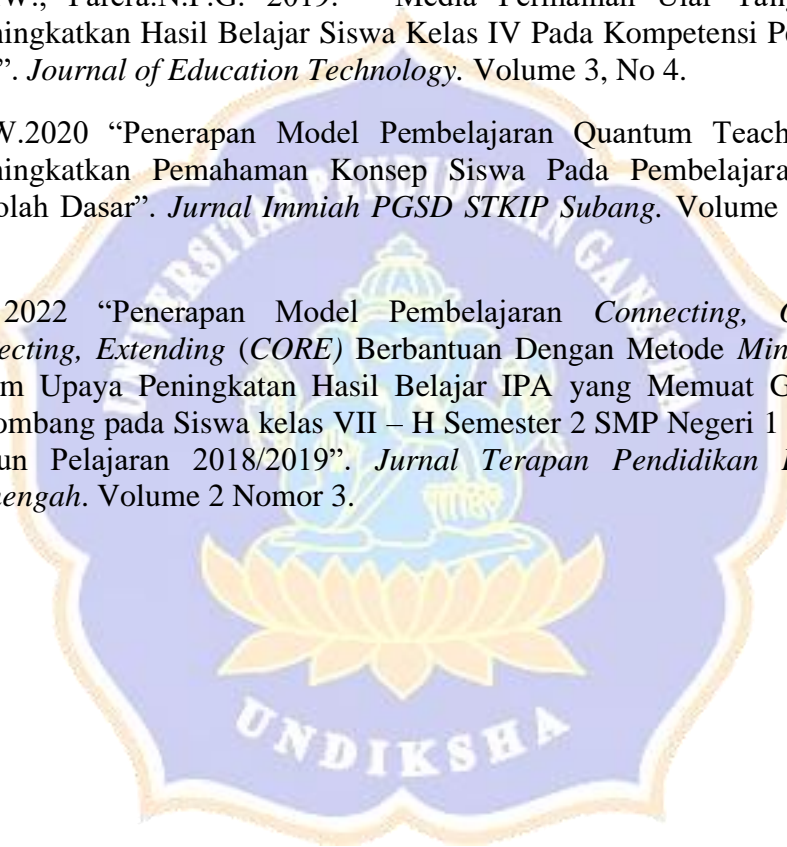 W., Parera.N.P.G. 2019. “ Media Permainan Ular
ningkatkan Hasil Belajar Siswa Kelas IV Pada Kompetensi
”. Journal of Education Technology. Volume 3, No 4.
W.2020 “Penerapan Model Pembelajaran Quantum Teach
ningkatkan Pemahaman Konsep Siswa Pada Pembelajara
olah Dasar”. Jurnal Immiah PGSD STKIP Subang. Volume
2022 “Penerapan Model Pembelajaran Connecting,
ecting, Extending (CORE) Berbantuan Dengan Metode Min
m Upaya Peningkatan Hasil Belajar IPA yang Memuat G
ombang pada Siswa kelas VII – H Semester 2 SMP Negeri 1
un Pelajaran 2018/2019”. Jurnal Terapan Pendidikan
nengah. Volume 2 Nomor 3.
UNIVERSITAS PENDIDIKAN GANESHA
UNDIKSHA